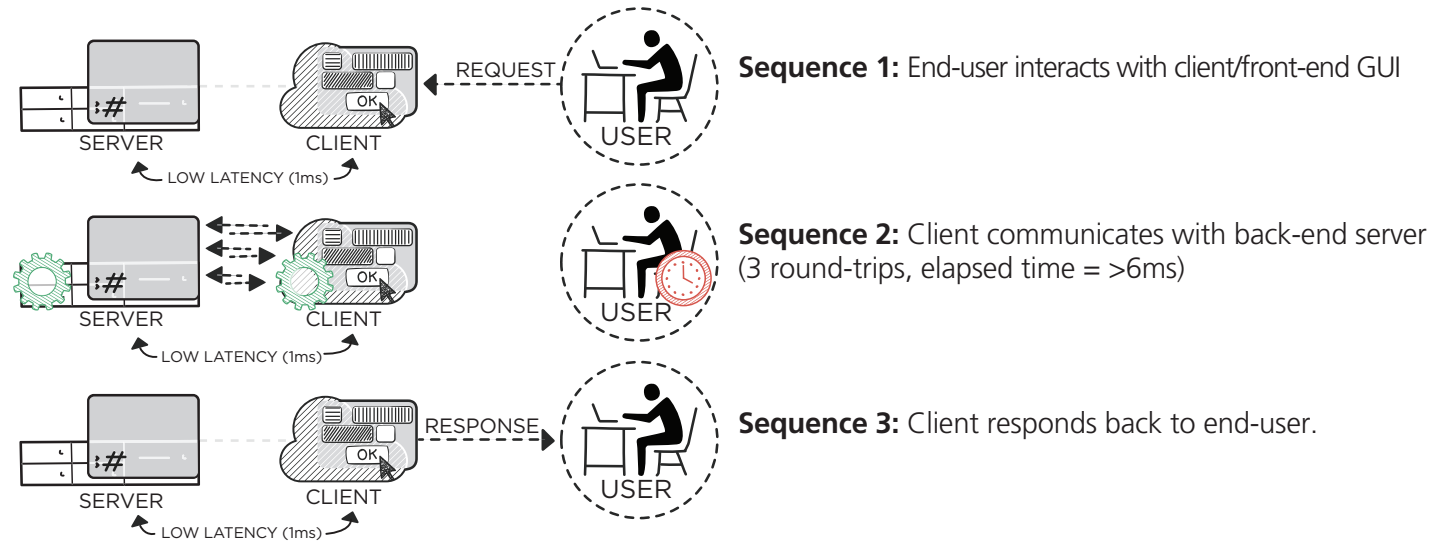 REQUEST
OK
SERVER
CLIENT
USER
LOW LATENCY (1ms)
Sequence 1: End-user interacts with client/front-end GUI
#
OK
SERVER
CLIENT
USER
LOW LATENCY (1ms)
Sequence 2: Client communicates with back-end server
(3 round-trips, elapsed time = >6ms)
#
RESPONSE
OK
SERVER
CLIENT
USER
LOW LATENCY (1ms)
Sequence 3: Client responds back to end-user.
#